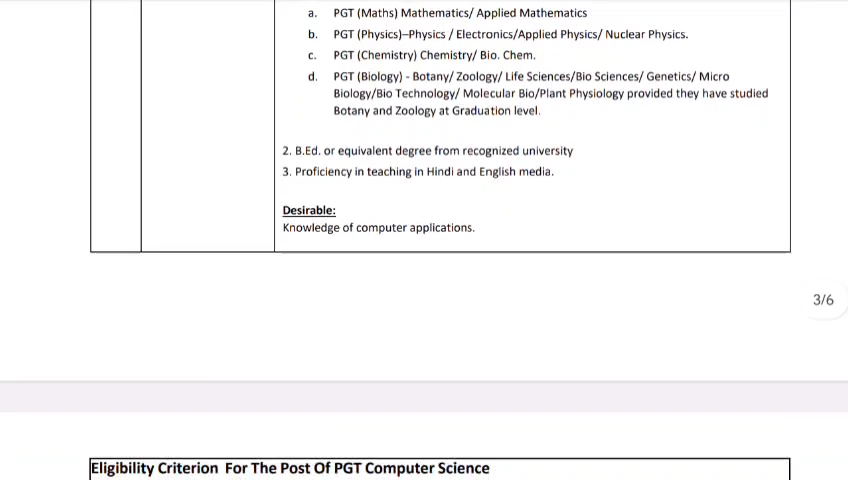 a. PGT (Maths) Mathematics/ Applied Mathematics
b. PGT (Physics)–Physics / Electronics/Applied Physics/ Nuclear Physics.
c. PGT (Chemistry) Chemistry/ Bio. Chem.
d. PGT (Biology) - Botany/ Zoology/ Life Sciences/Bio Sciences/ Genetics/ Micro
Biology/Bio Technology/ Molecular Bio/Plant Physiology provided they have studied
Botany and Zoology at Graduation level.
2. B.Ed. or equivalent degree from recognized university
3. Proficiency in teaching in Hindi and English media.
Desirable:
Knowledge of computer applications.
3/6
Eligibility Criterion For The Post Of PGT Computer Science